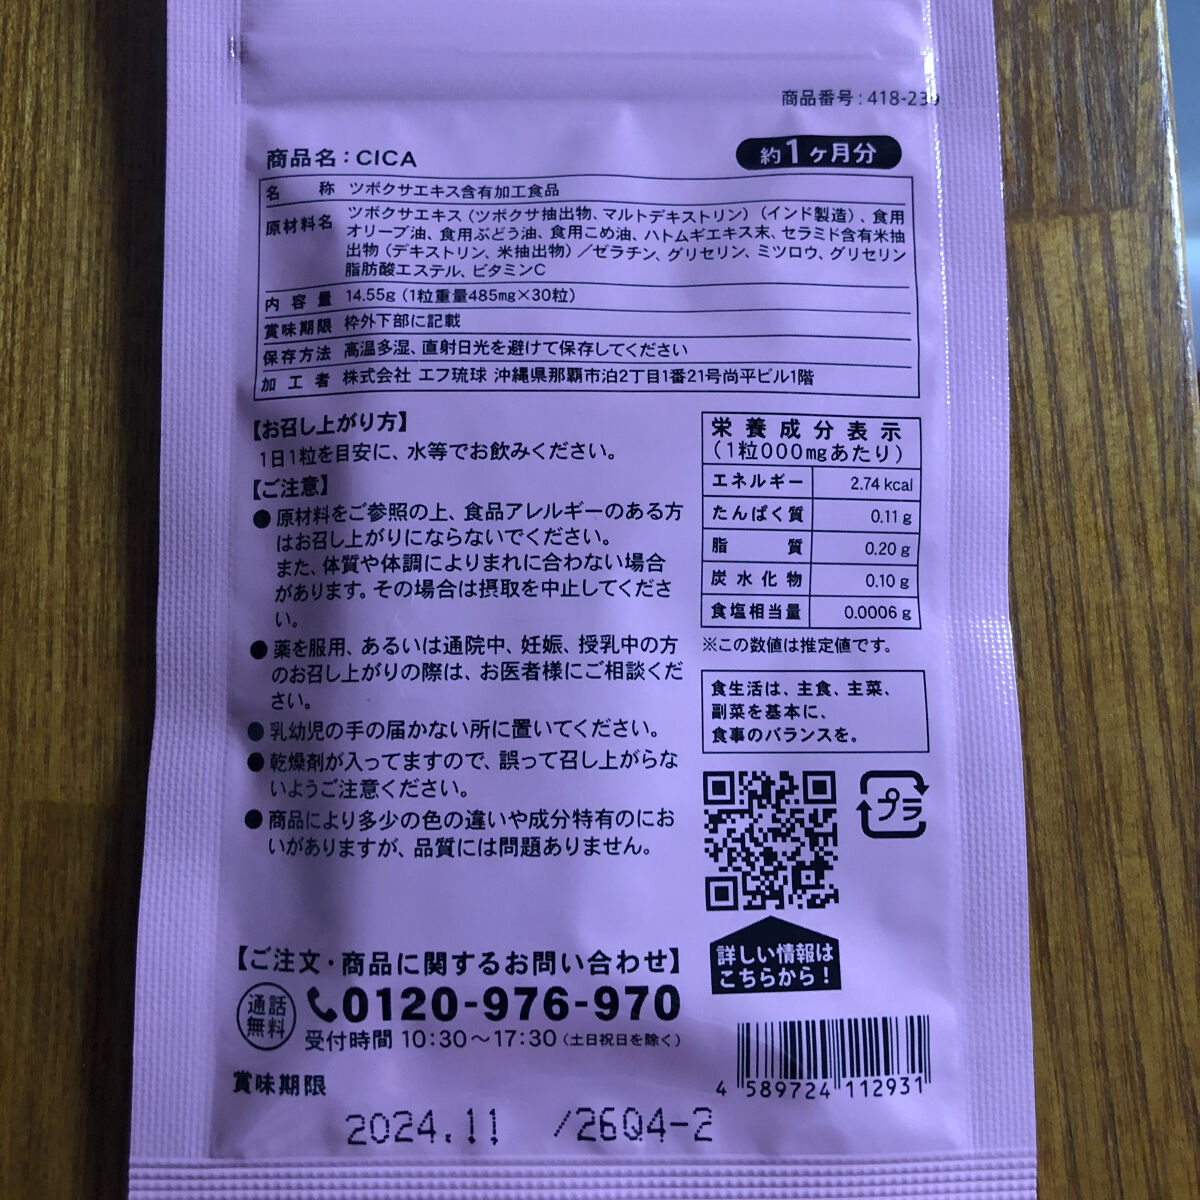 商品番号：418-239
商品名：CICA
約1ヶ月分
名称 ツボクサエキス含有加工食品
原材料名 ツボクサエキス（ツボクサ抽出物、マルトデキストリン）（インド製造）、食用
オリーブ油、食用ぶどう油、食用こめ油、ハトムギエキス末、セラミド含有米抽
出物（デキストリン、米抽出物）／ゼラチン、グリセリン、ミツロウ、グリセリン
脂肪酸エステル、ビタミンC
内容量 14.55g（1粒重量485mg×30粒）
賞味期限 枠外下部に記載
保存方法 高温多湿、直射日光を避けて保存してください
加工者 株式会社 エフ琉球 沖縄県那覇市泊2丁目1番21号尚平ビル1階
【お召し上がり方】
1日1粒を目安に、水等でお飲みください。
【ご注意】
●原材料をご参照の上、食品アレルギーのある方
はお召し上がりにならないでください。
また、体質や体調によりまれに合わない場合
があります。その場合は摂取を中止してくださ
い。
●薬を服用、あるいは通院中、妊娠、授乳中の方
のお召し上がりの際は、お医者様にご相談くだ
さい。
●乳幼児の手の届かない所に置いてください。
●乾燥剤が入ってますので、誤って召し上がらな
いようご注意ください。
●商品により多少の色の違いや成分特有のにお
いがありますが、品質には問題ありません。
栄養成分表示
（1粒000mgあたり）
エネルギー 2.74kcal
たんぱく質 0.11g
脂質 0.20g
炭水化物 0.10g
食塩相当量 0.0006g
※この数値は推定値です。
食生活は、主食、主菜、
副菜を基本に、
食事のバランスを。
プラ
詳しい情報は
こちらから！
【ご注文・商品に関するお問い合わせ】
通話
無料
0120-976-970
受付時間 10:30～17:30（土日祝日を除く）
4 589724 112931
賞味期限
2024.11 /26Q4-2